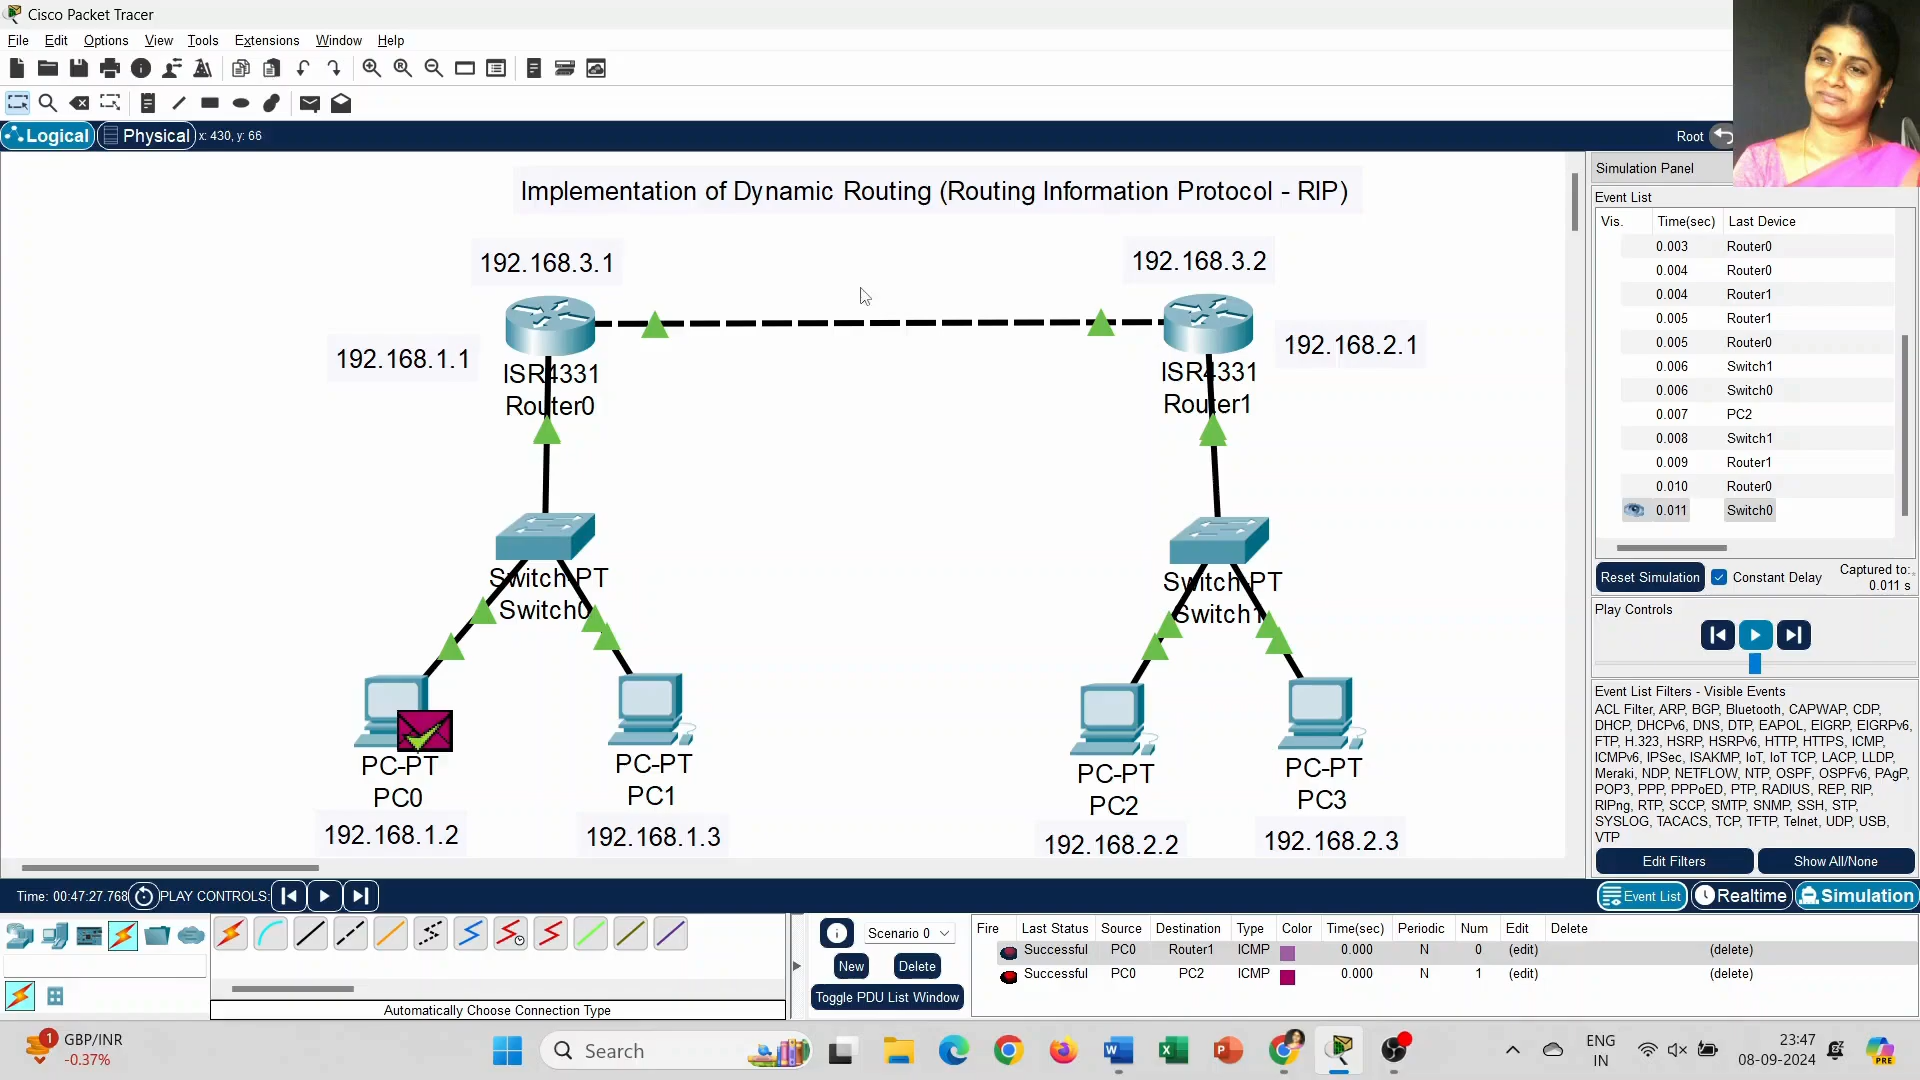 Cisco Packet Tracer
File Edit Options View Tools Extensions Window Help
Logical Physical x: 430, y: 66 Root
Implementation of Dynamic Routing (Routing Information Protocol - RIP)
192.168.3.1
192.168.3.2
192.168.1.1
192.168.2.1
ISR4331
Router0
ISR4331
Router1
Switch-PT
Switch0
Switch-PT
Switch1
PC-PT
PC0
PC-PT
PC1
PC-PT
PC2
PC-PT
PC3
192.168.1.2
192.168.1.3
192.168.2.2
192.168.2.3
Simulation Panel
Event List
Vis. Time(sec) Last Device
0.003 Router0
0.004 Router0
0.004 Router1
0.005 Router1
0.005 Router0
0.006 Switch1
0.006 Switch0
0.007 PC2
0.008 Switch1
0.009 Router1
0.010 Router0
0.011 Switch0
Reset Simulation Constant Delay Captured to:
0.011 s
Play Controls
Event List Filters - Visible Events
ACL Filter, ARP, BGP, Bluetooth, CAPWAP, CDP,
DHCP, DHCPv6, DNS, DTP, EAPOL, EIGRP, EIGRPv6,
FTP, H.323, HSRP, HSRPv6, HTTP, HTTPS, ICMP,
ICMPv6, IPSec, ISAKMP, IoT, IoT TCP, LACP, LLDP,
Meraki, NDP, NETFLOW, NTP, OSPF, OSPFv6, PAgP,
POP3, PPP, PPPoED, PTP, RADIUS, REP, RIP,
RIPng, RTP, SCCP, SMTP, SNMP, SSH, STP,
SYSLOG, TACACS, TCP, TFTP, Telnet, UDP, USB,
VTP
Edit Filters Show All/None
Time: 00:47:27.768 PLAY CONTROLS: Event List Realtime Simulation
Automatically Choose Connection Type
Scenario 0
New Delete
Toggle PDU List Window
Fire Last Status Source Destination Type Color Time(sec) Periodic Num Edit Delete
Successful PC0 Router1 ICMP 0.000 N 0 (edit) (delete)
Successful PC0 PC2 ICMP 0.000 N 1 (edit) (delete)
1 GBP/INR
-0.37%
Search
ENG
IN
23:47
08-09-2024
PRE